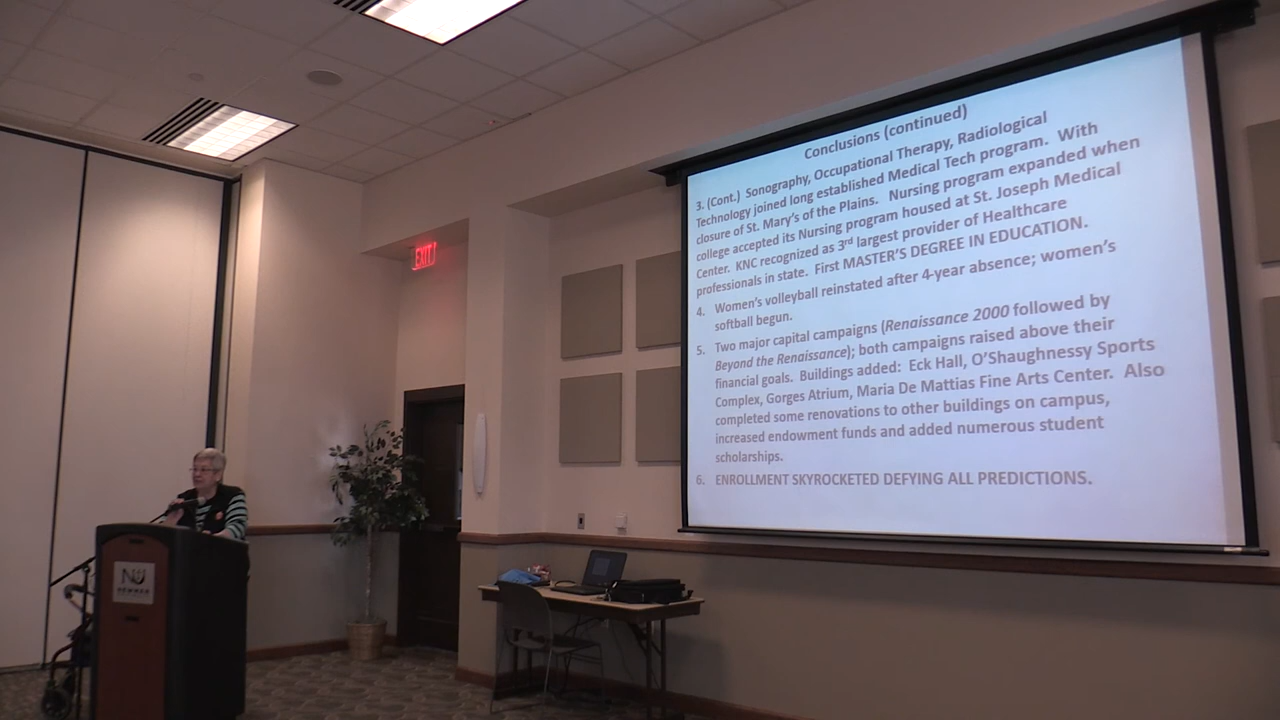 Conclusions (continued)
3. (Cont.) Sonography, Occupational Therapy, Radiological
Technology joined long established Medical Tech program. With
closure of St. Mary's of the Plains. Nursing program expanded when
college accepted its Nursing program housed at St. Joseph Medical
Center. KNC recognized as 3rd largest provider of Healthcare
professionals in state. First MASTER'S DEGREE IN EDUCATION.
4. Women's volleyball reinstated after 4-year absence; women's
softball begun.
5. Two major capital campaigns (Renaissance 2000 followed by
Beyond the Renaissance); both campaigns raised above their
financial goals. Buildings added: Eck Hall, O'Shaughnessy Sports
Complex, Gorges Atrium, Maria De Mattias Fine Arts Center. Also
completed some renovations to other buildings on campus,
increased endowment funds and added numerous student
scholarships.
6. ENROLLMENT SKYROCKETED DEFYING ALL PREDICTIONS.
EXIT
NU
NEWMAN